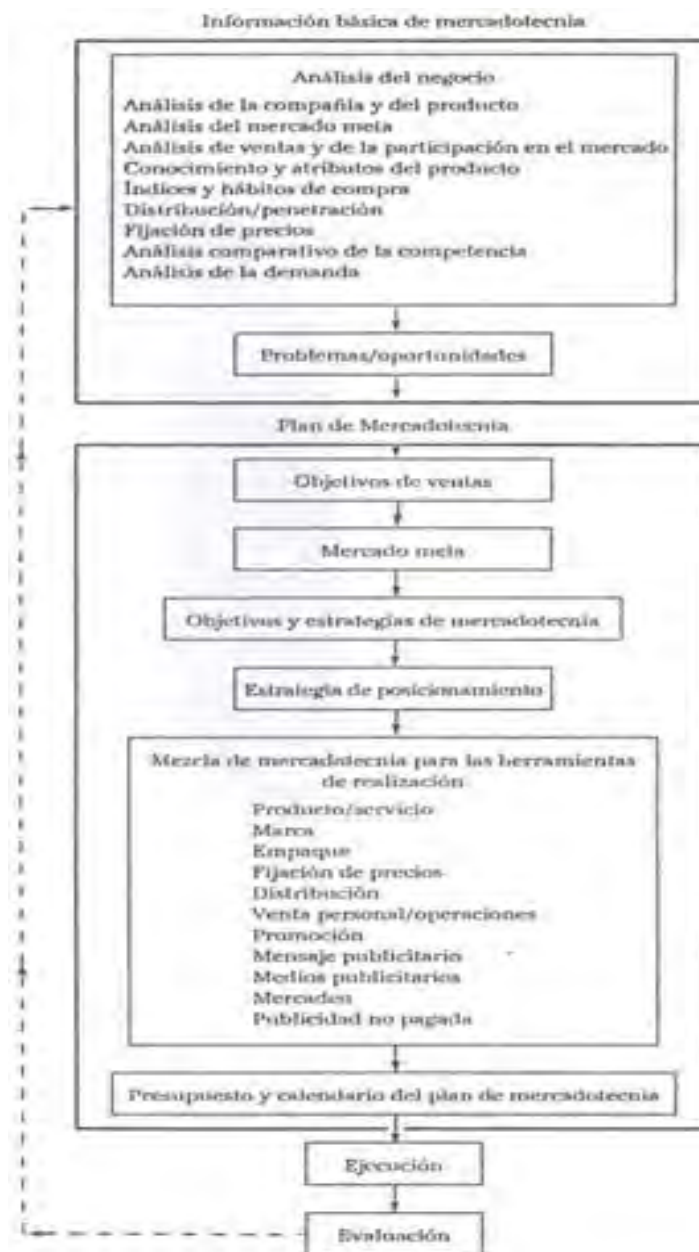 Información básica de mercadotecnia
Análisis del negocio
Análisis de la compañía y del producto
Análisis del mercado meta
Análisis de ventas y de la participación en el mercado
Conocimiento y atributos del producto
Índices y hábitos de compra
Distribución/penetración
Fijación de precios
Análisis comparativo de la competencia
Análisis de la demanda
Problemas/oportunidades
Plan de Mercadotecnia
Objetivos de ventas
Mercado meta
Objetivos y estrategias de mercadotecnia
Estrategia de posicionamiento
Mezcla de mercadotecnia para las herramientas
de realización
Producto/servicio
Marca
Empaque
Fijación de precios
Distribución
Venta personal/operaciones
Promoción
Mensaje publicitario
Medios publicitarios
Mercadeo
Publicidad no pagada
Presupuesto y calendario del plan de mercadotecnia
Ejecución
Evaluación